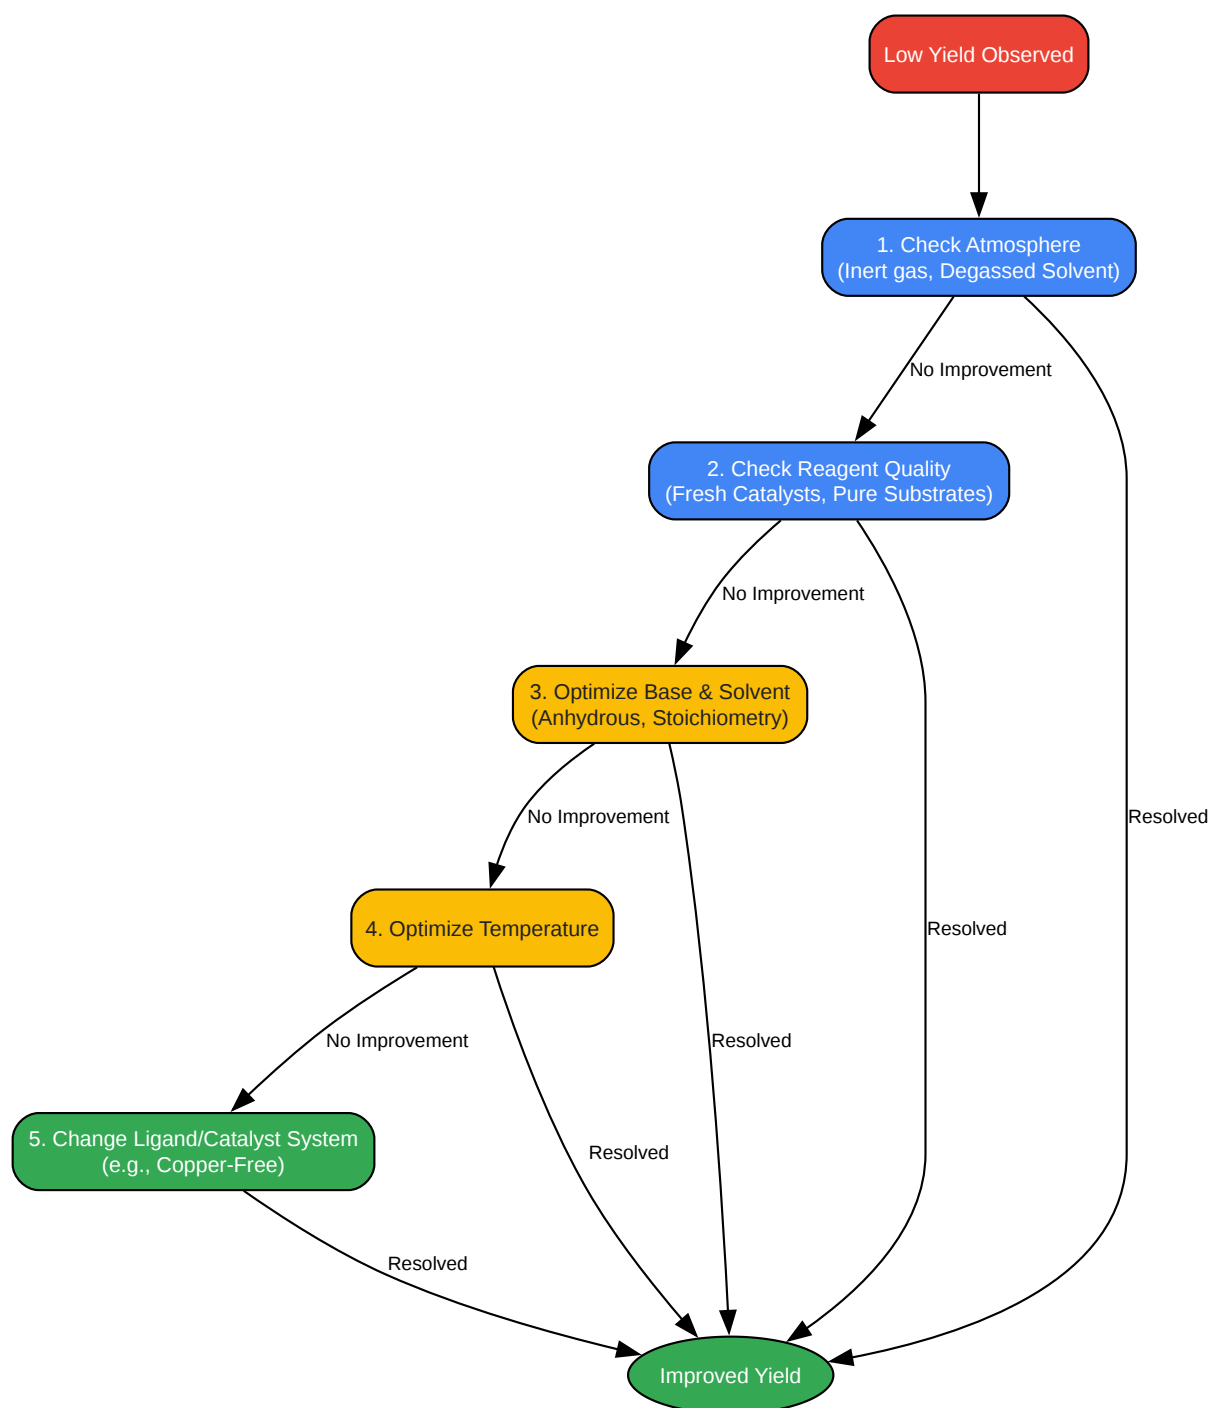 Low Yield Observed
1. Check Atmosphere
(Inert gas, Degassed Solvent)
No Improvement
2. Check Reagent Quality
(Fresh Catalysts, Pure Substrates)
No Improvement
3. Optimize Base & Solvent
(Anhydrous, Stoichiometry)
No Improvement
Resolved
4. Optimize Temperature
Resolved
No Improvement
Resolved
5. Change Ligand/Catalyst System
(e.g., Copper-Free)
Resolved
Resolved
Improved Yield